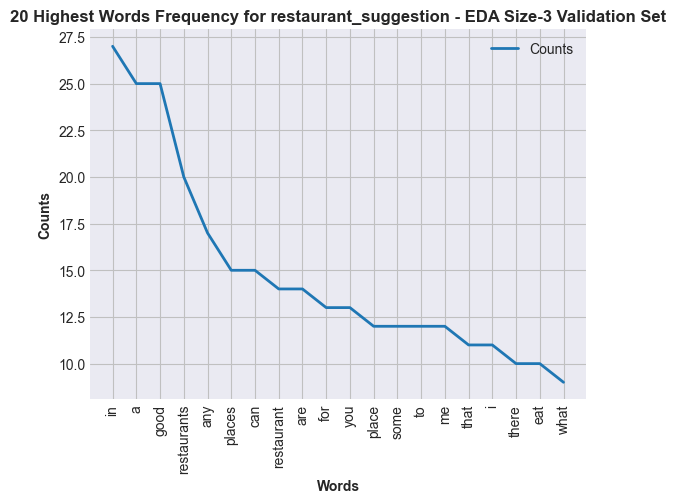 20 Highest Words Frequency for restaurant_suggestion - EDA Size-3 Validation Set
Counts
27.5
25.0
22.5
20.0
17.5
15.0
12.5
10.0
Counts
in
a
good
restaurants
any
places
can
restaurant
are
for
you
place
some
to
me
that
i
there
eat
what
Words